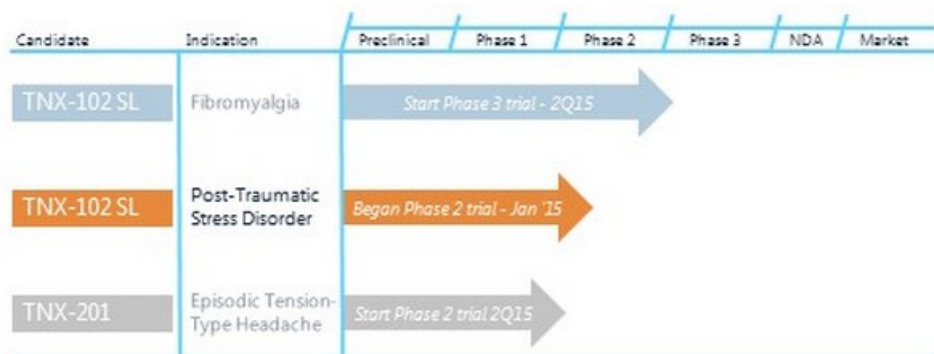 Candidate Indication Preclinical Phase 1 Phase 2 Phase 3 NDA Market
TNX-102 SL Fibromyalgia Start Phase 3 trial - 2Q15
TNX-102 SL Post-Traumatic
Stress Disorder Began Phase 2 trial - Jan '15
TNX-201 Episodic Tension-
Type Headache Start Phase 2 trial 2Q15